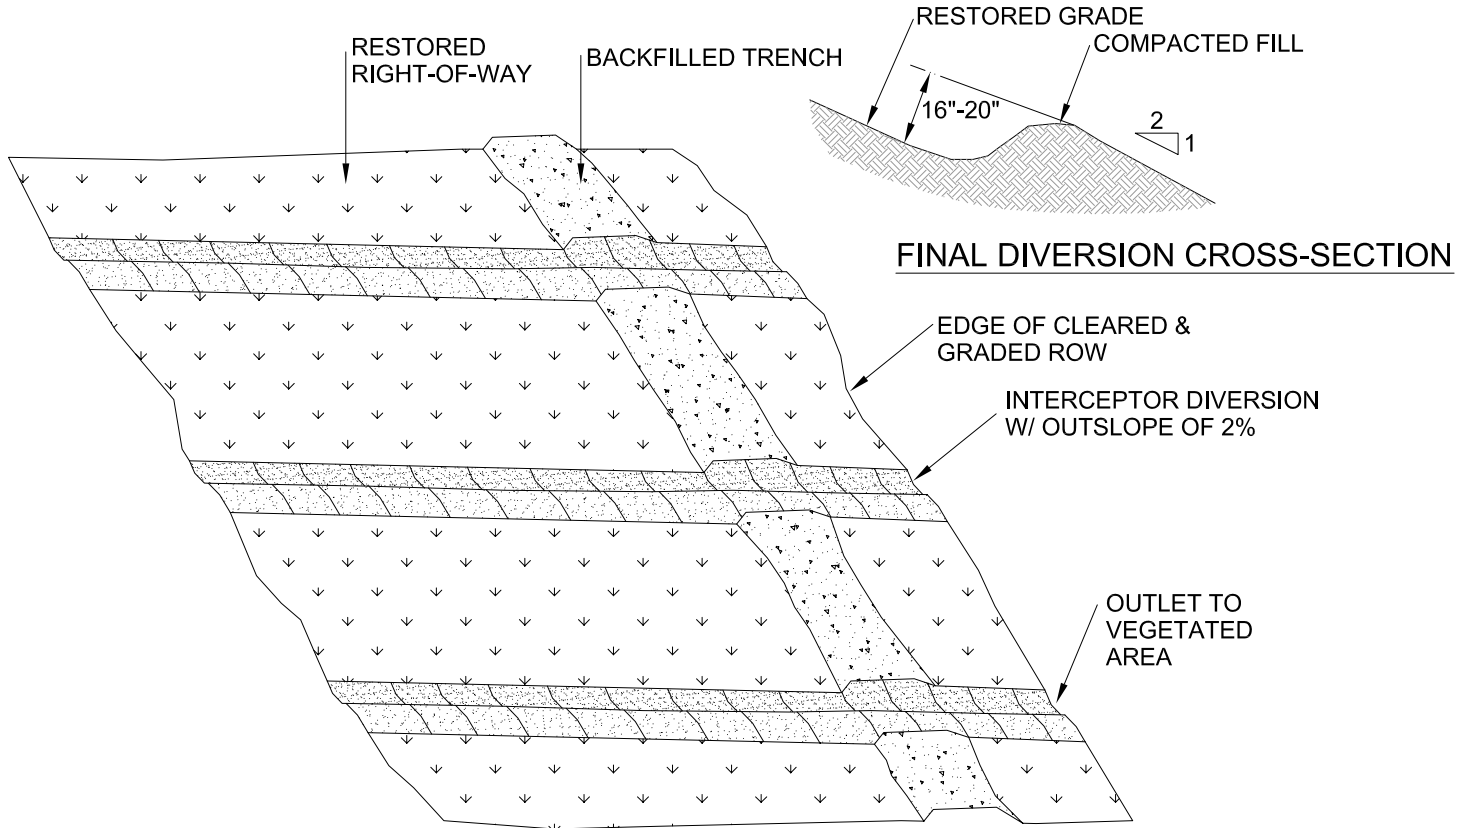 RESTORED
RIGHT-OF-WAY
BACKFILLED TRENCH
RESTORED GRADE
COMPACTED FILL
16"-20"
2
1
FINAL DIVERSION CROSS-SECTION
EDGE OF CLEARED &
GRADED ROW
INTERCEPTOR DIVERSION
W/ OUTSLOPE OF 2%
OUTLET TO
VEGETATED
AREA